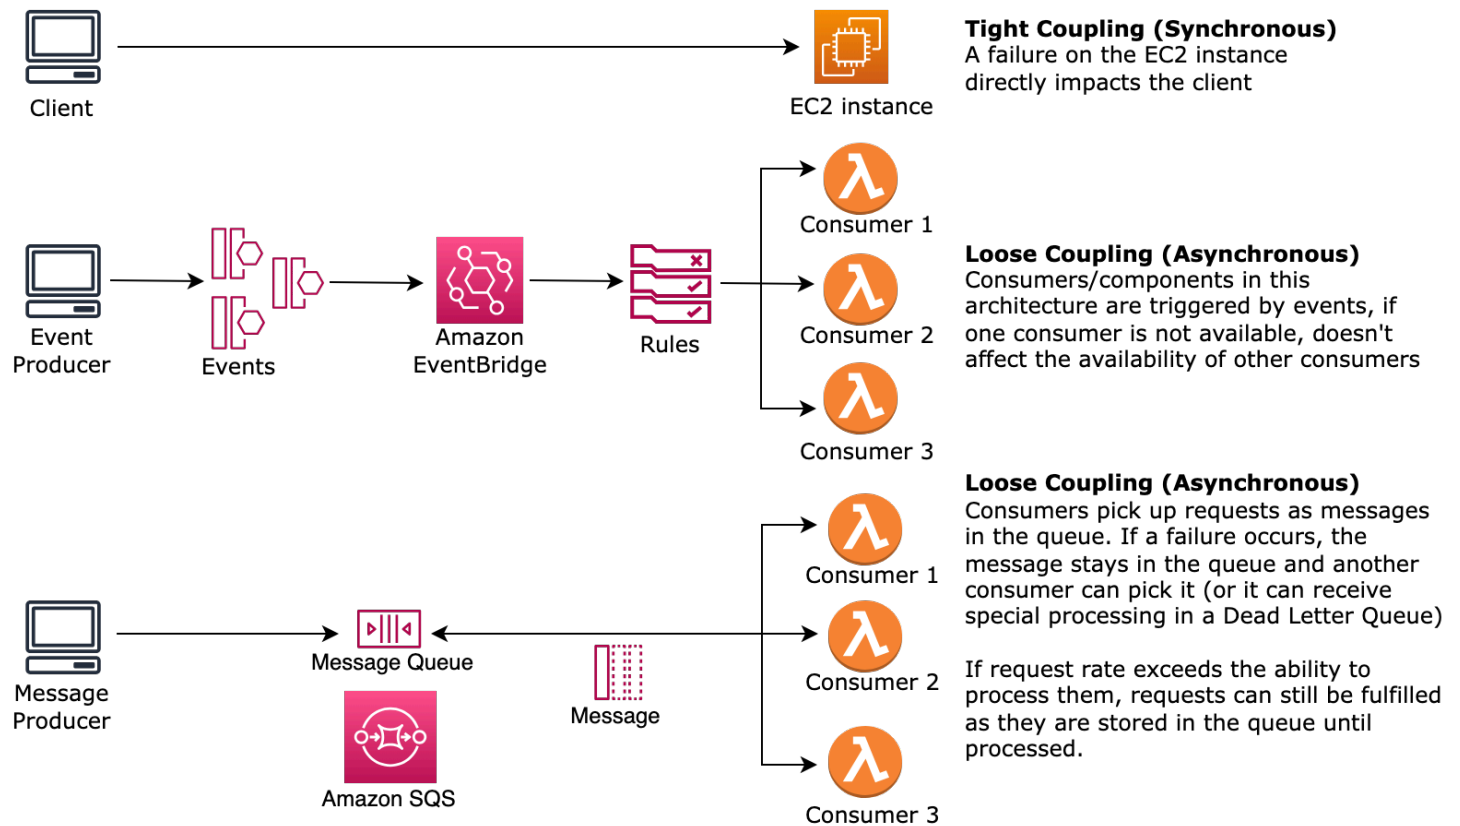 Client
EC2 instance
Tight Coupling (Synchronous)
A failure on the EC2 instance
directly impacts the client
Event
Producer
Events
Amazon
EventBridge
Rules
Consumer 1
Consumer 2
Consumer 3
Loose Coupling (Asynchronous)
Consumers/components in this
architecture are triggered by events, if
one consumer is not available, doesn't
affect the availability of other consumers
Message
Producer
Message Queue
Amazon SQS
Message
Consumer 1
Consumer 2
Consumer 3
Loose Coupling (Asynchronous)
Consumers pick up requests as messages
in the queue. If a failure occurs, the
message stays in the queue and another
consumer can pick it (or it can receive
special processing in a Dead Letter Queue)
If request rate exceeds the ability to
process them, requests can still be fulfilled
as they are stored in the queue until
processed.